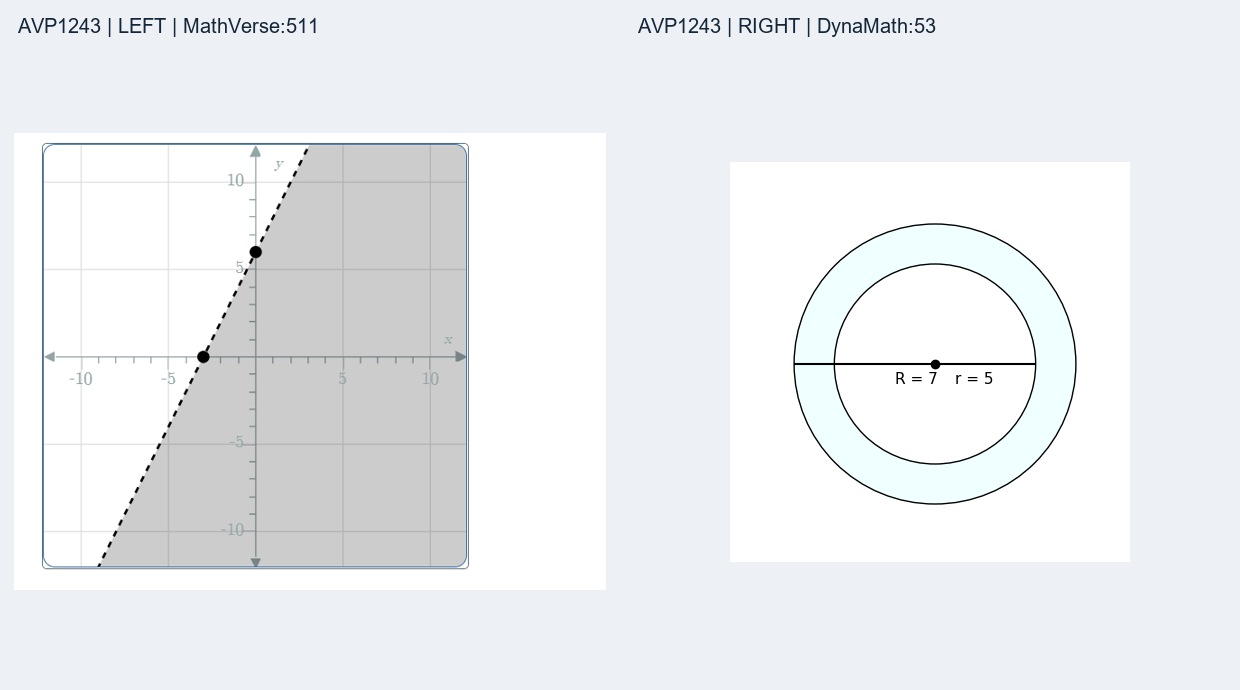 AVP1243 | LEFT | MathVerse:511
AVP1243 | RIGHT | DynaMath:53
y
10
5
x
-10
-5
5
10
-5
-10
R = 7
r = 5